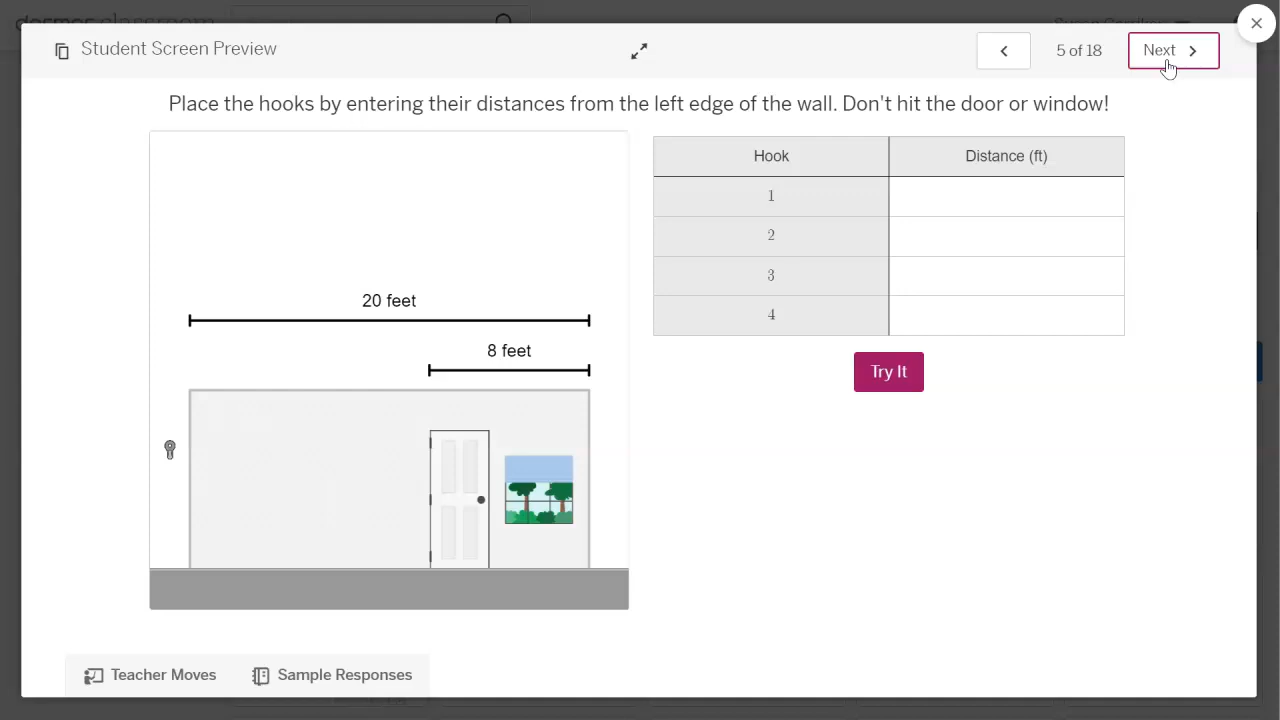 desmos classroom
Student Screen Preview
5 of 18
Next
Place the hooks by entering their distances from the left edge of the wall. Don't hit the door or window!
Hook Distance (ft)
1
2
3
4
Try It
20 feet
8 feet
Teacher Moves
Sample Responses